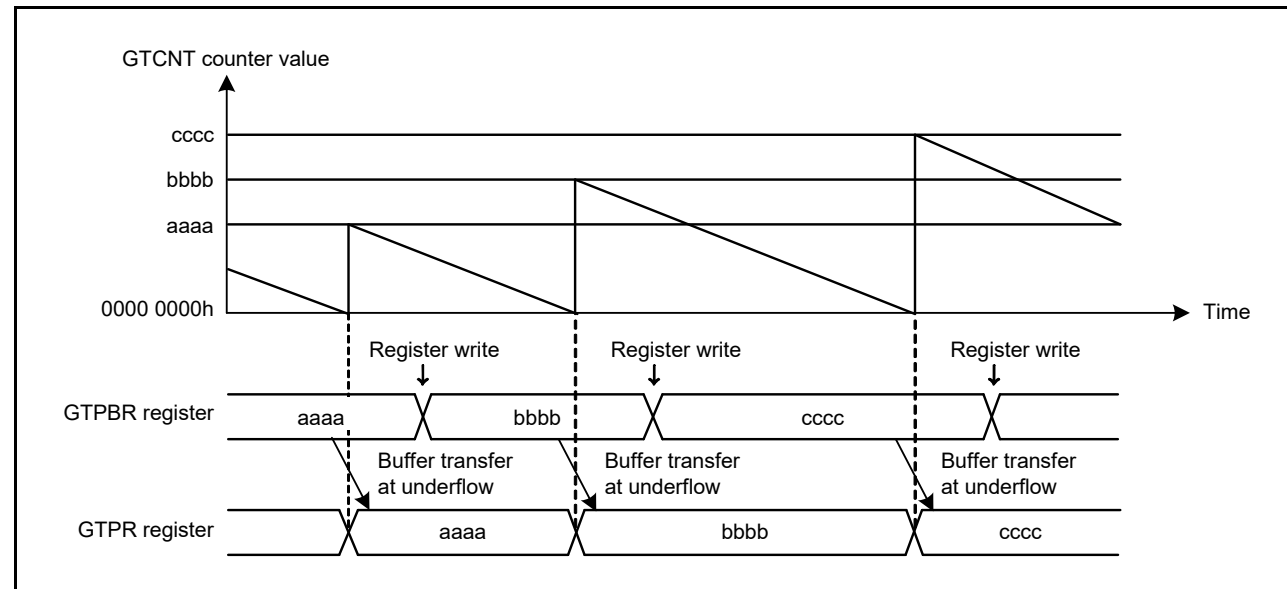 GTCNT counter value
cccc
bbbb
aaaa
0000 0000h
Time
Register write Register write Register write
GTPBR register
aaaa bbbb cccc
Buffer transfer Buffer transfer Buffer transfer
at underflow at underflow at underflow
GTPR register
aaaa bbbb cccc